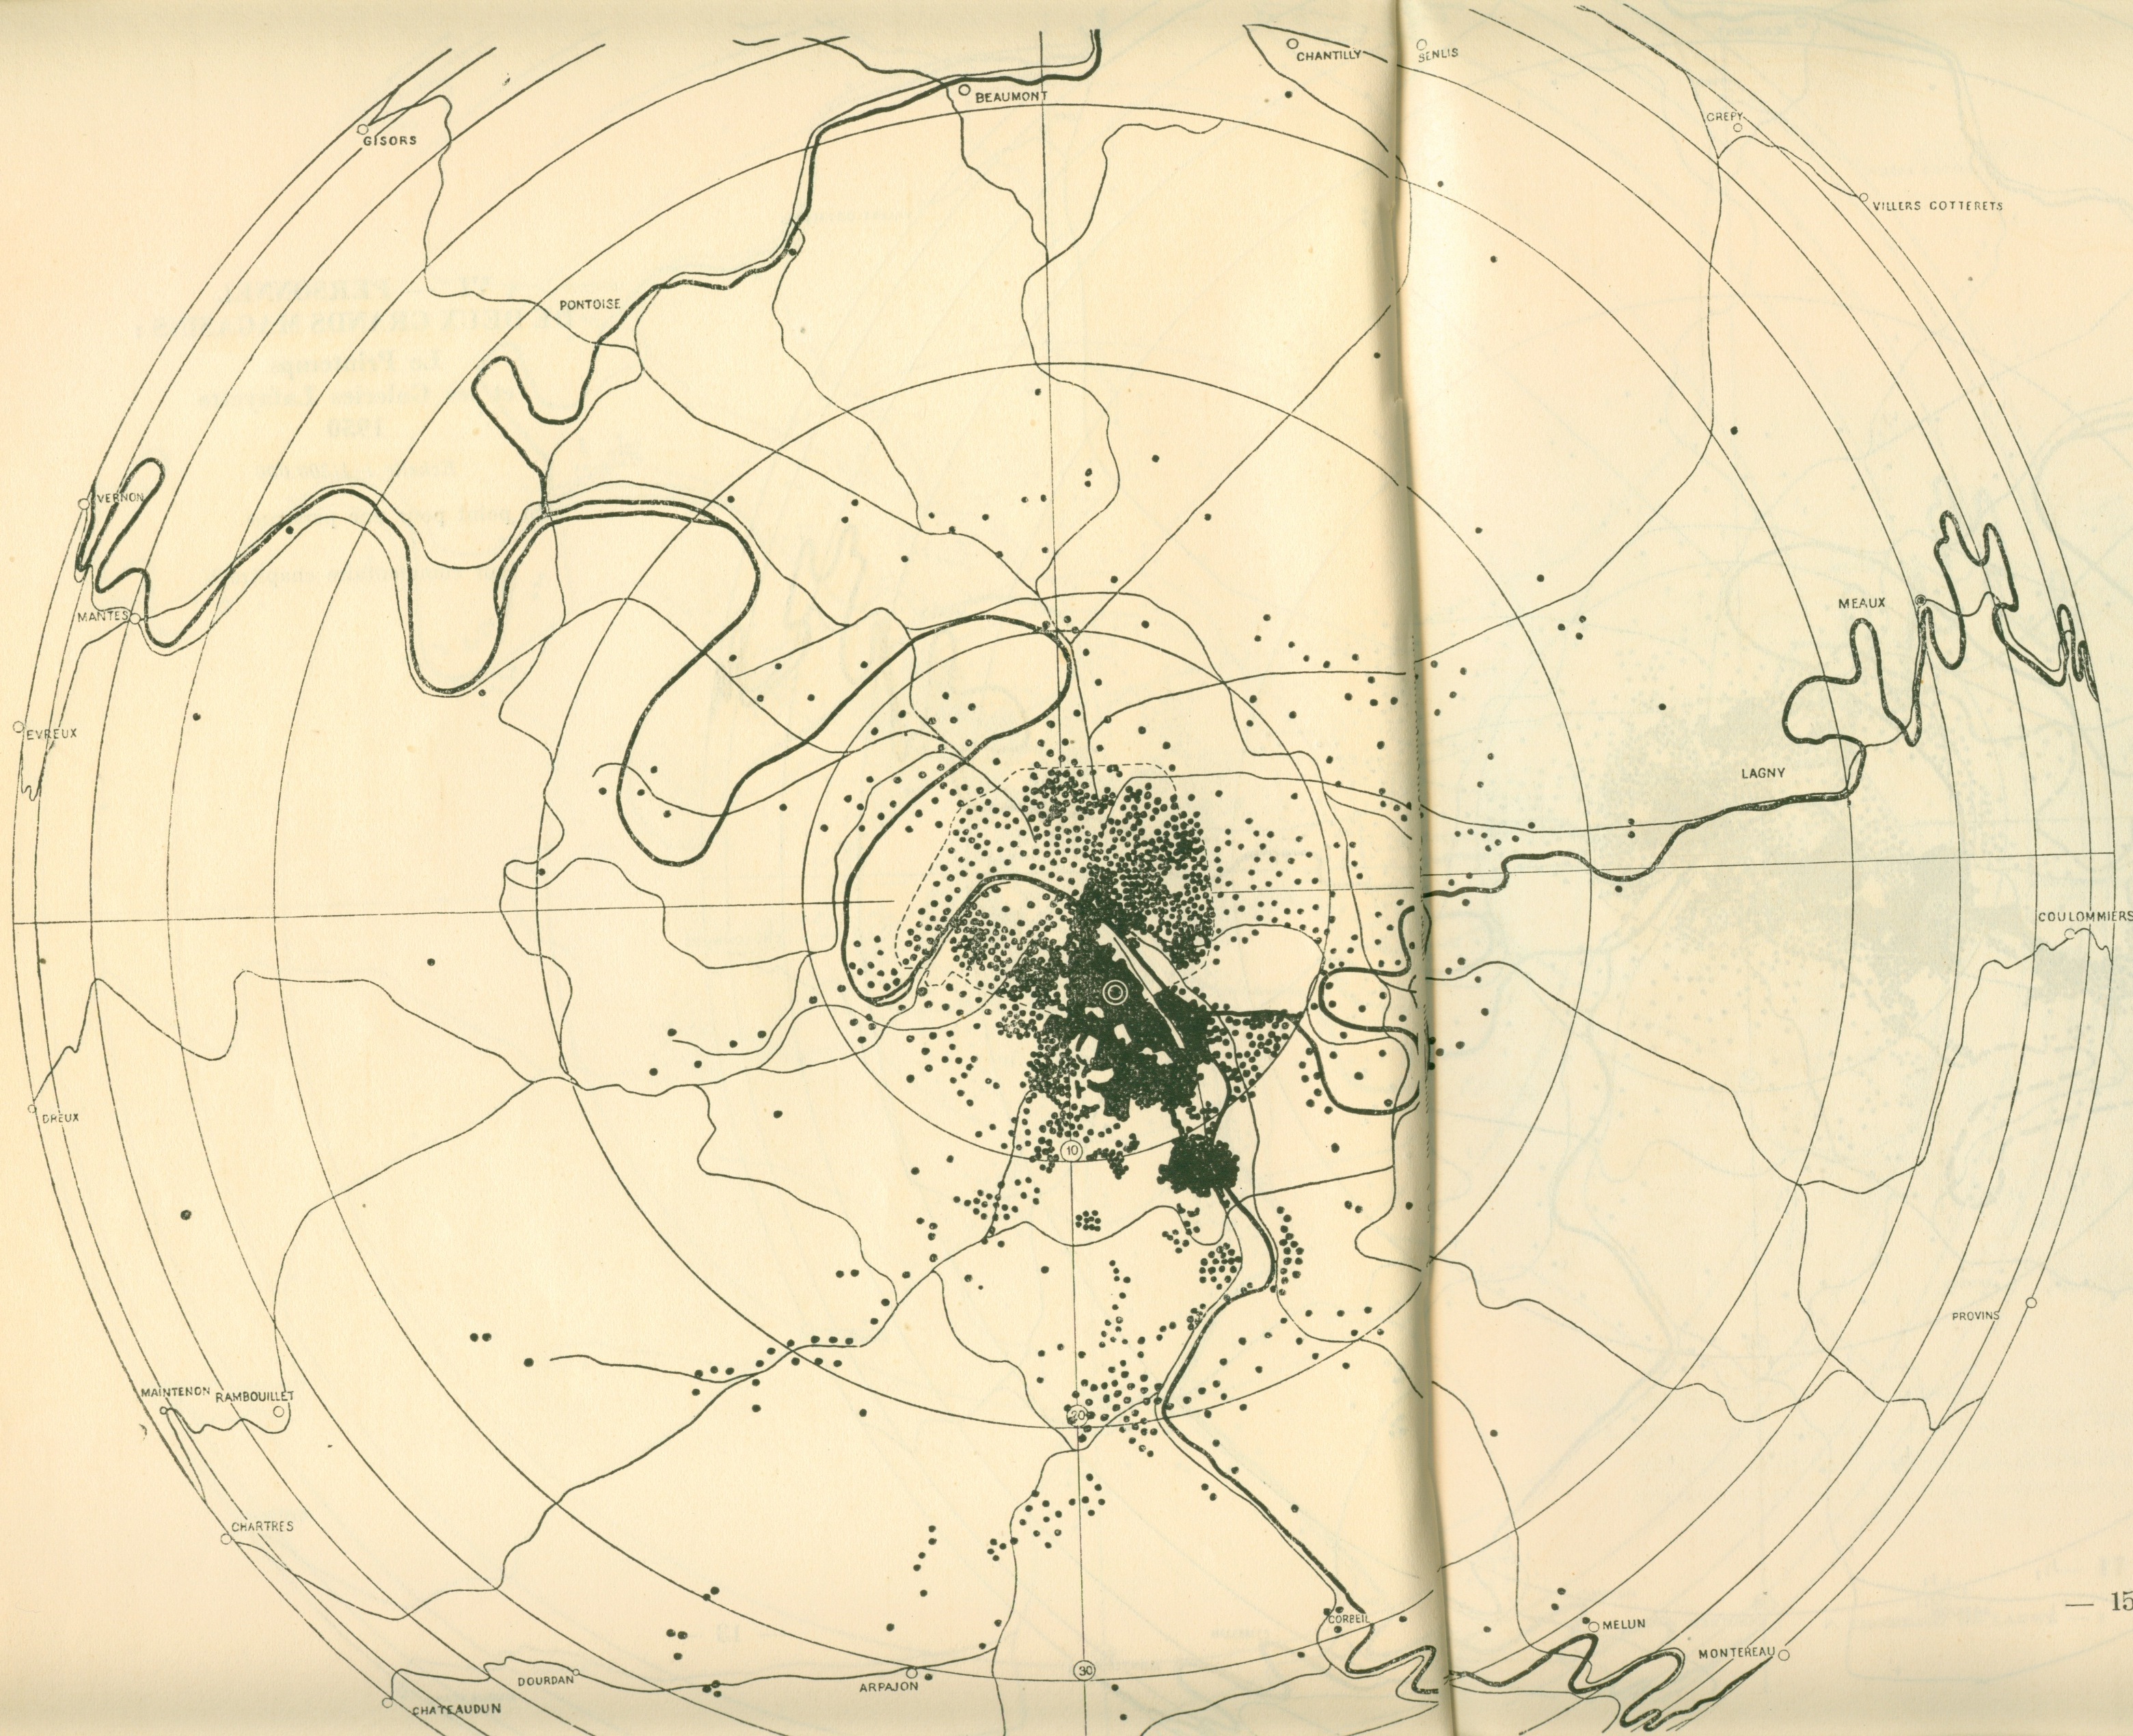 CHANTILLY
SENLIS
BEAUMONT
CREPY
GISORS
VILLERS COTTERETS
PONTOISE
VERNON
MEAUX
MANTES
EVREUX
LAGNY
COULOMMIERS
DREUX
10
PROVINS
MAINTENON
RAMBOUILLET
20
CHARTRES
— 15
CORBEIL
MELUN
MONTEREAU
30
DOURDAN
ARPAJON
CHATEAUDUN